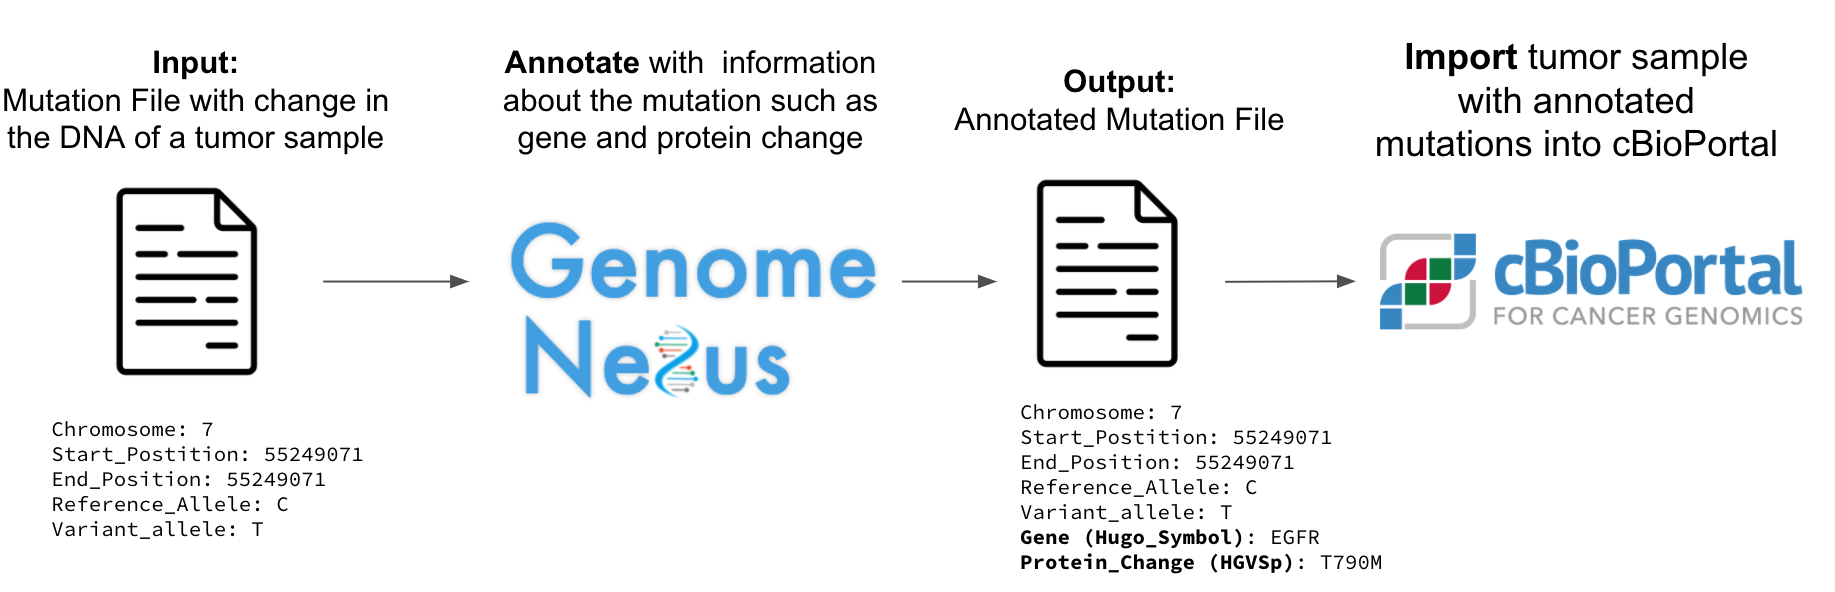 Input:
Mutation File with change in
the DNA of a tumor sample
Chromosome: 7
Start_Postition: 55249071
End_Position: 55249071
Reference_Allele: C
Variant_allele: T
Annotate with information
about the mutation such as
gene and protein change
Genome
Nexus
Output:
Annotated Mutation File
Chromosome: 7
Start_Postition: 55249071
End_Position: 55249071
Reference_Allele: C
Variant_allele: T
Gene (Hugo_Symbol): EGFR
Protein_Change (HGVSp): T790M
Import tumor sample
with annotated
mutations into cBioPortal
cBioPortal
FOR CANCER GENOMICS